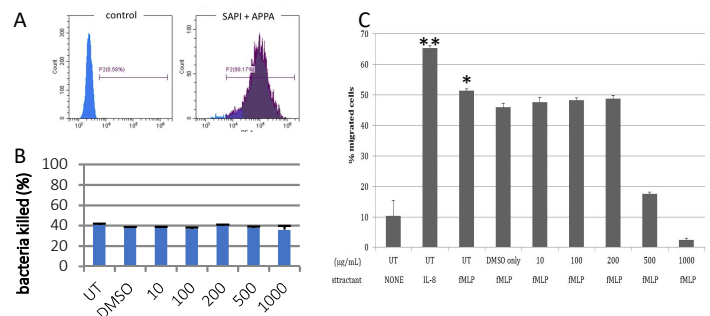 A
control
SAPI + APPA
P2(0.58%)
P2(98.17%)
Count
Count
B
bacteria killed (%)
100
80
60
40
20
0
UT
DMSO
10
100
200
500
1000
C
% migrated cells
70
60
50
40
30
20
10
0
**
*
(µg/mL) UT UT UT DMSO only 10 100 200 500 1000
attractant NONE IL-8 fMLP fMLP fMLP fMLP fMLP fMLP fMLP